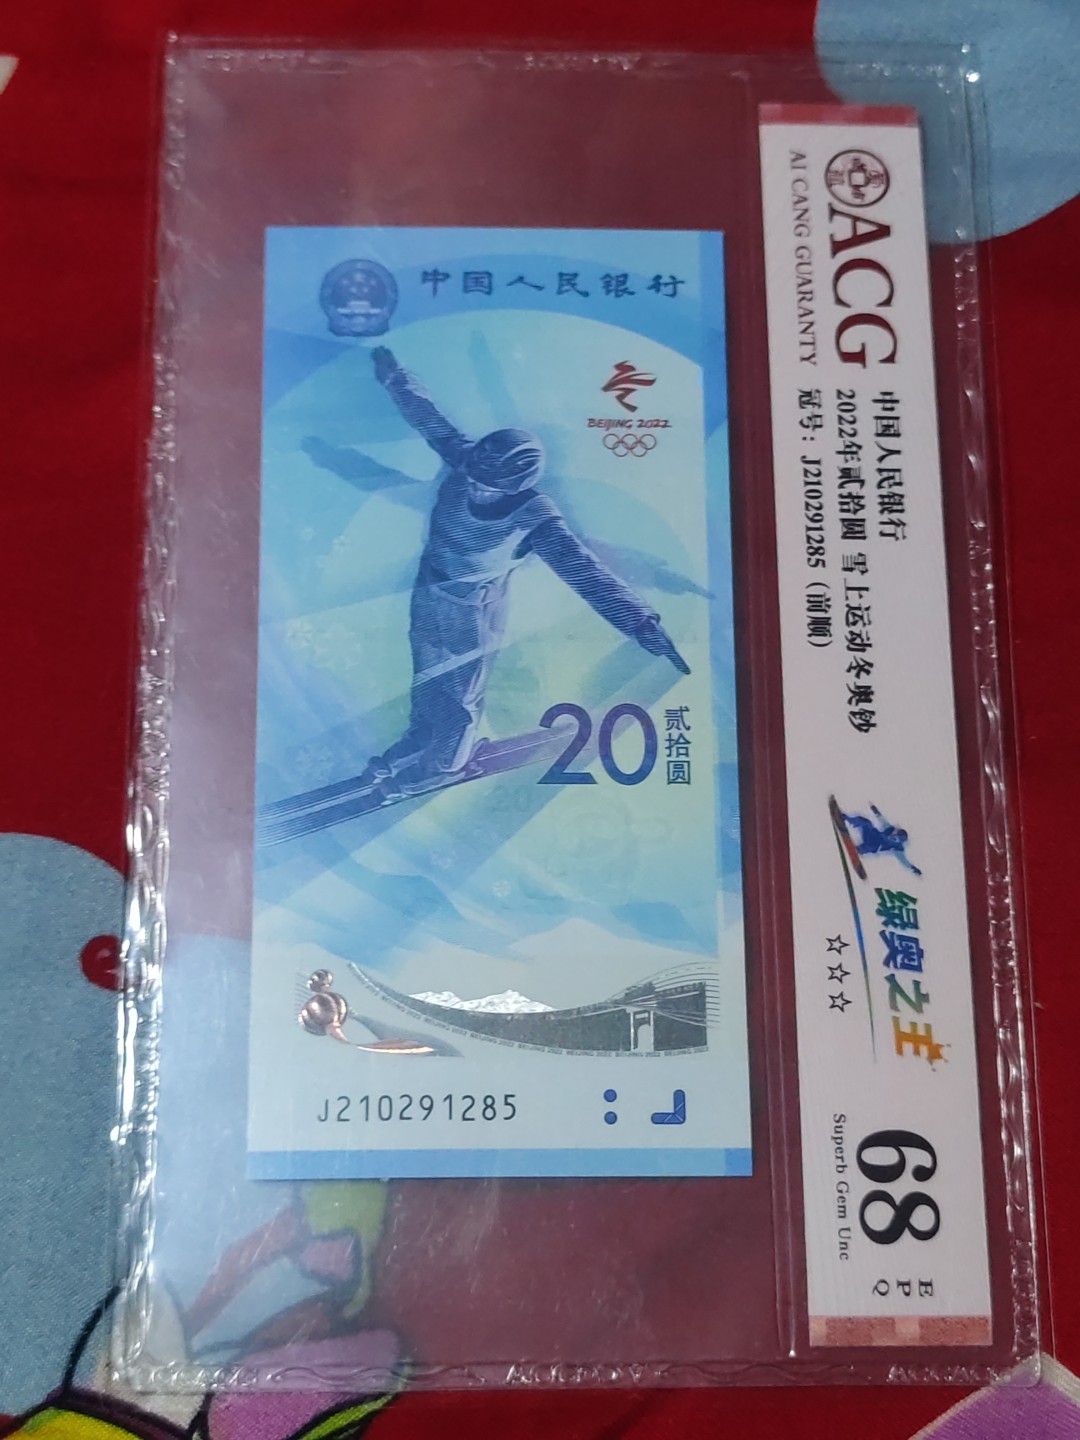 中国人民银行
BEIJING 2022
20
贰拾圆
J210291285
ACG
AI CANG GUARANTY
中国人民银行
2022年贰拾圆 雪上运动冬奥钞
冠号：J210291285（前顺）
绿奥之主
☆☆☆
68
Superb Gem Unc
EPQ